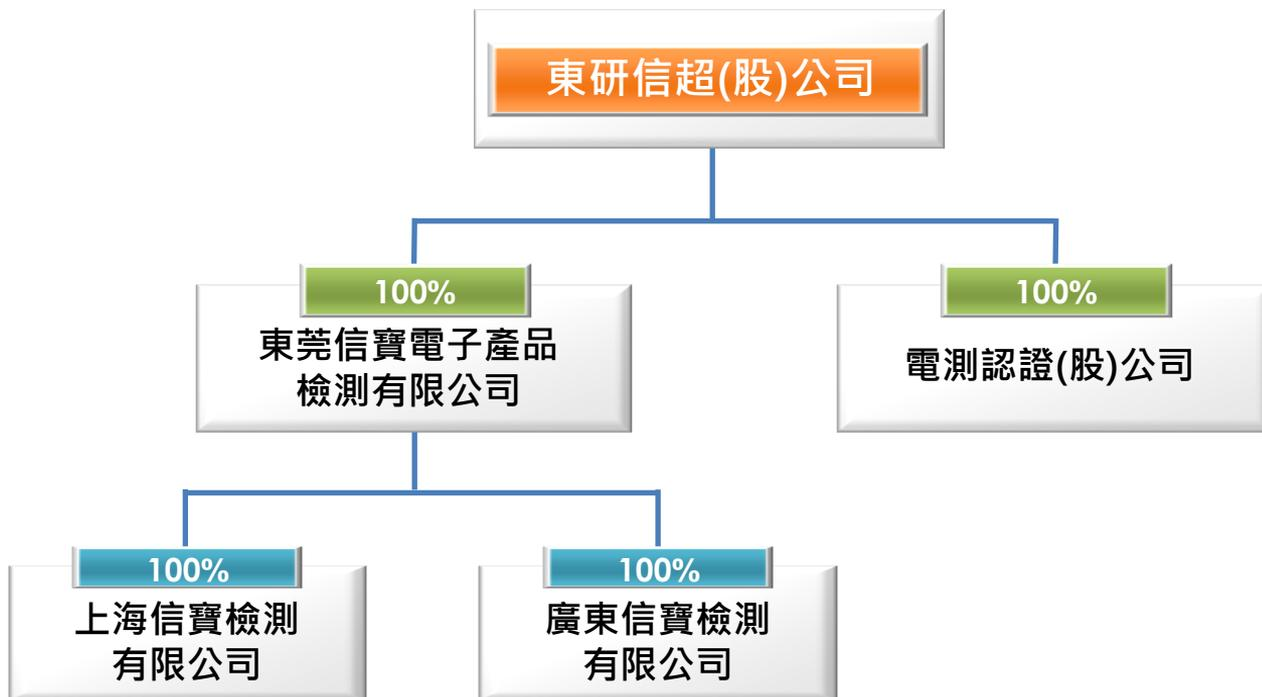 東研信超(股)公司
100%
東莞信寶電子產品
檢測有限公司
100%
電測認證(股)公司
100%
上海信寶檢測
有限公司
100%
廣東信寶檢測
有限公司